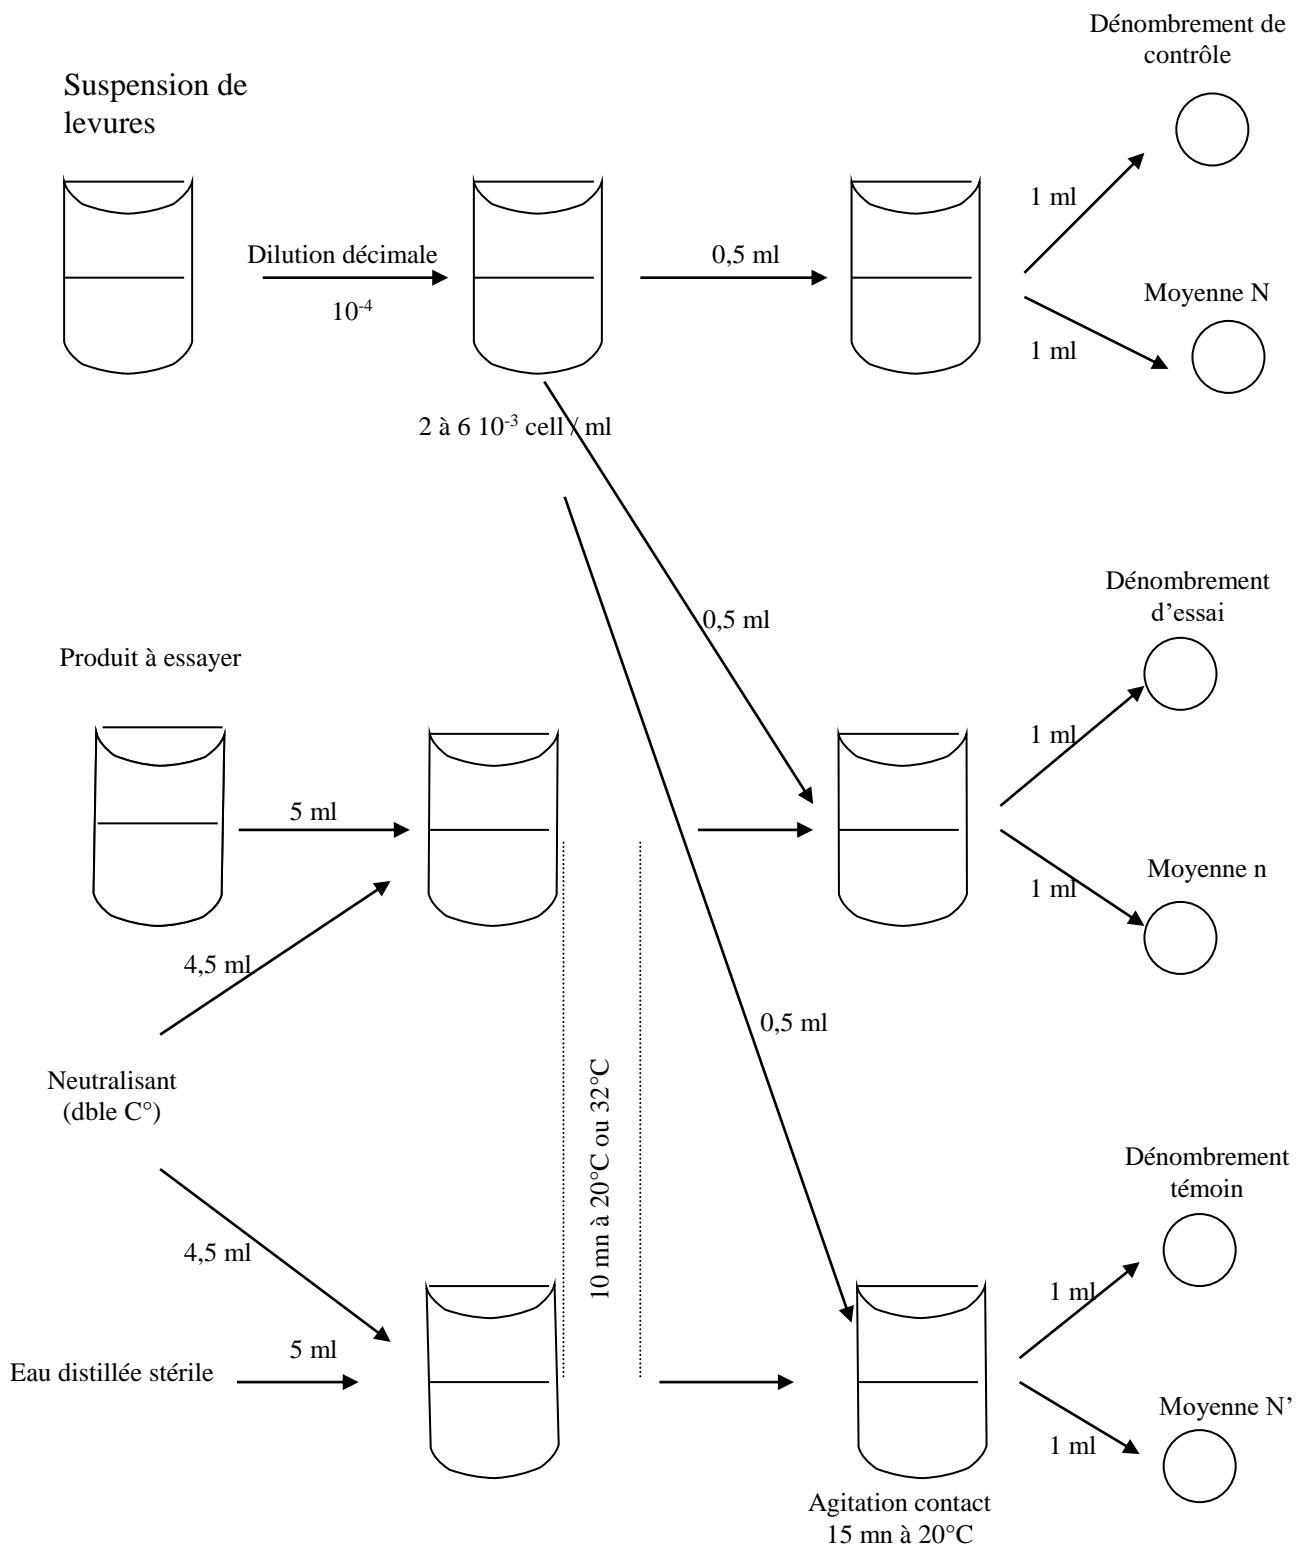 Dénombrement de
contrôle
Suspension de
levures
1 ml
Dilution décimale
0,5 ml
10⁻⁴
Moyenne N
1 ml
2 à 6 10⁻³ cell / ml
Dénombrement
d’essai
0,5 ml
Produit à essayer
1 ml
5 ml
Moyenne n
1 ml
4,5 ml
0,5 ml
Neutralisant
(dble C°)
10 mn à 20°C ou 32°C
Dénombrement
témoin
4,5 ml
1 ml
5 ml
Eau distillée stérile
Moyenne N’
1 ml
Agitation contact
15 mn à 20°C